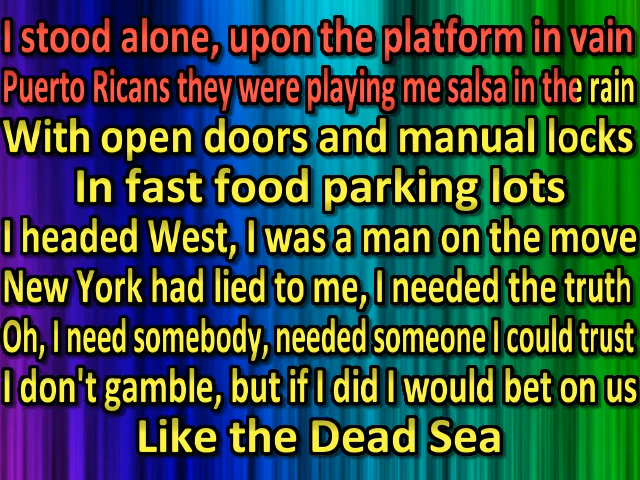 I stood alone, upon the platform in vain
Puerto Ricans they were playing me salsa in the rain
With open doors and manual locks
In fast food parking lots
I headed West, I was a man on the move
New York had lied to me, I needed the truth
Oh, I need somebody, needed someone I could trust
I don't gamble, but if I did I would bet on us
Like the Dead Sea